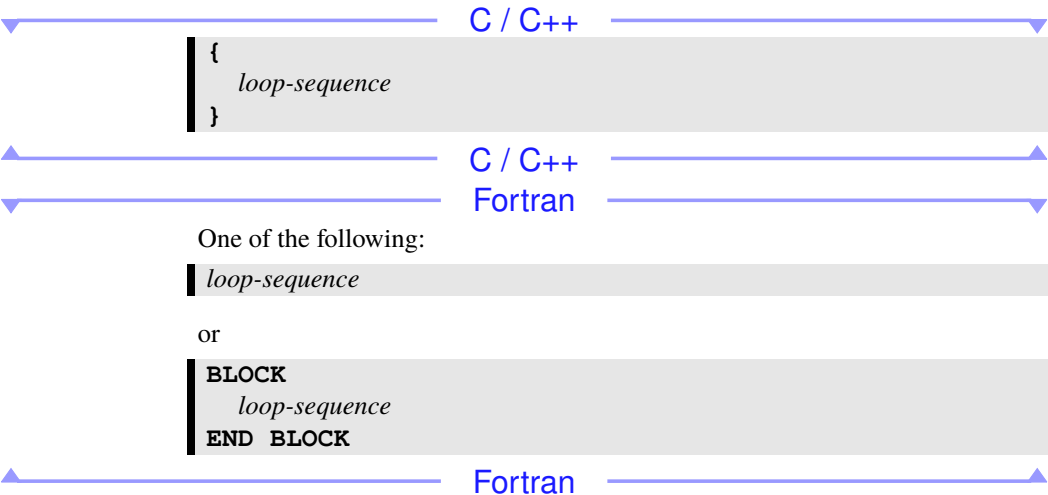 C / C++
{
loop-sequence
}
C / C++
Fortran
One of the following:
loop-sequence
or
BLOCK
loop-sequence
END BLOCK
Fortran